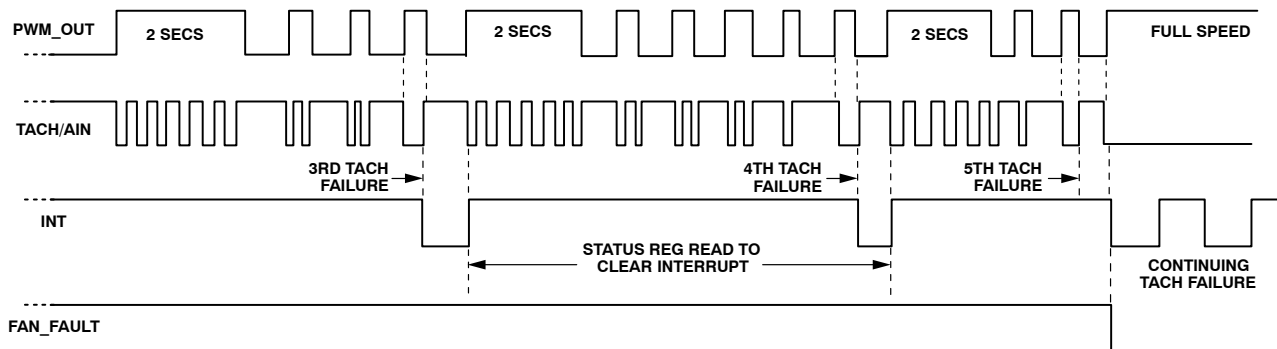 PWM_OUT
2 SECS
2 SECS
2 SECS
FULL SPEED
TACH/AIN
3RD TACH
FAILURE
4TH TACH
FAILURE
5TH TACH
FAILURE
INT
STATUS REG READ TO
CLEAR INTERRUPT
CONTINUING
TACH FAILURE
FAN_FAULT